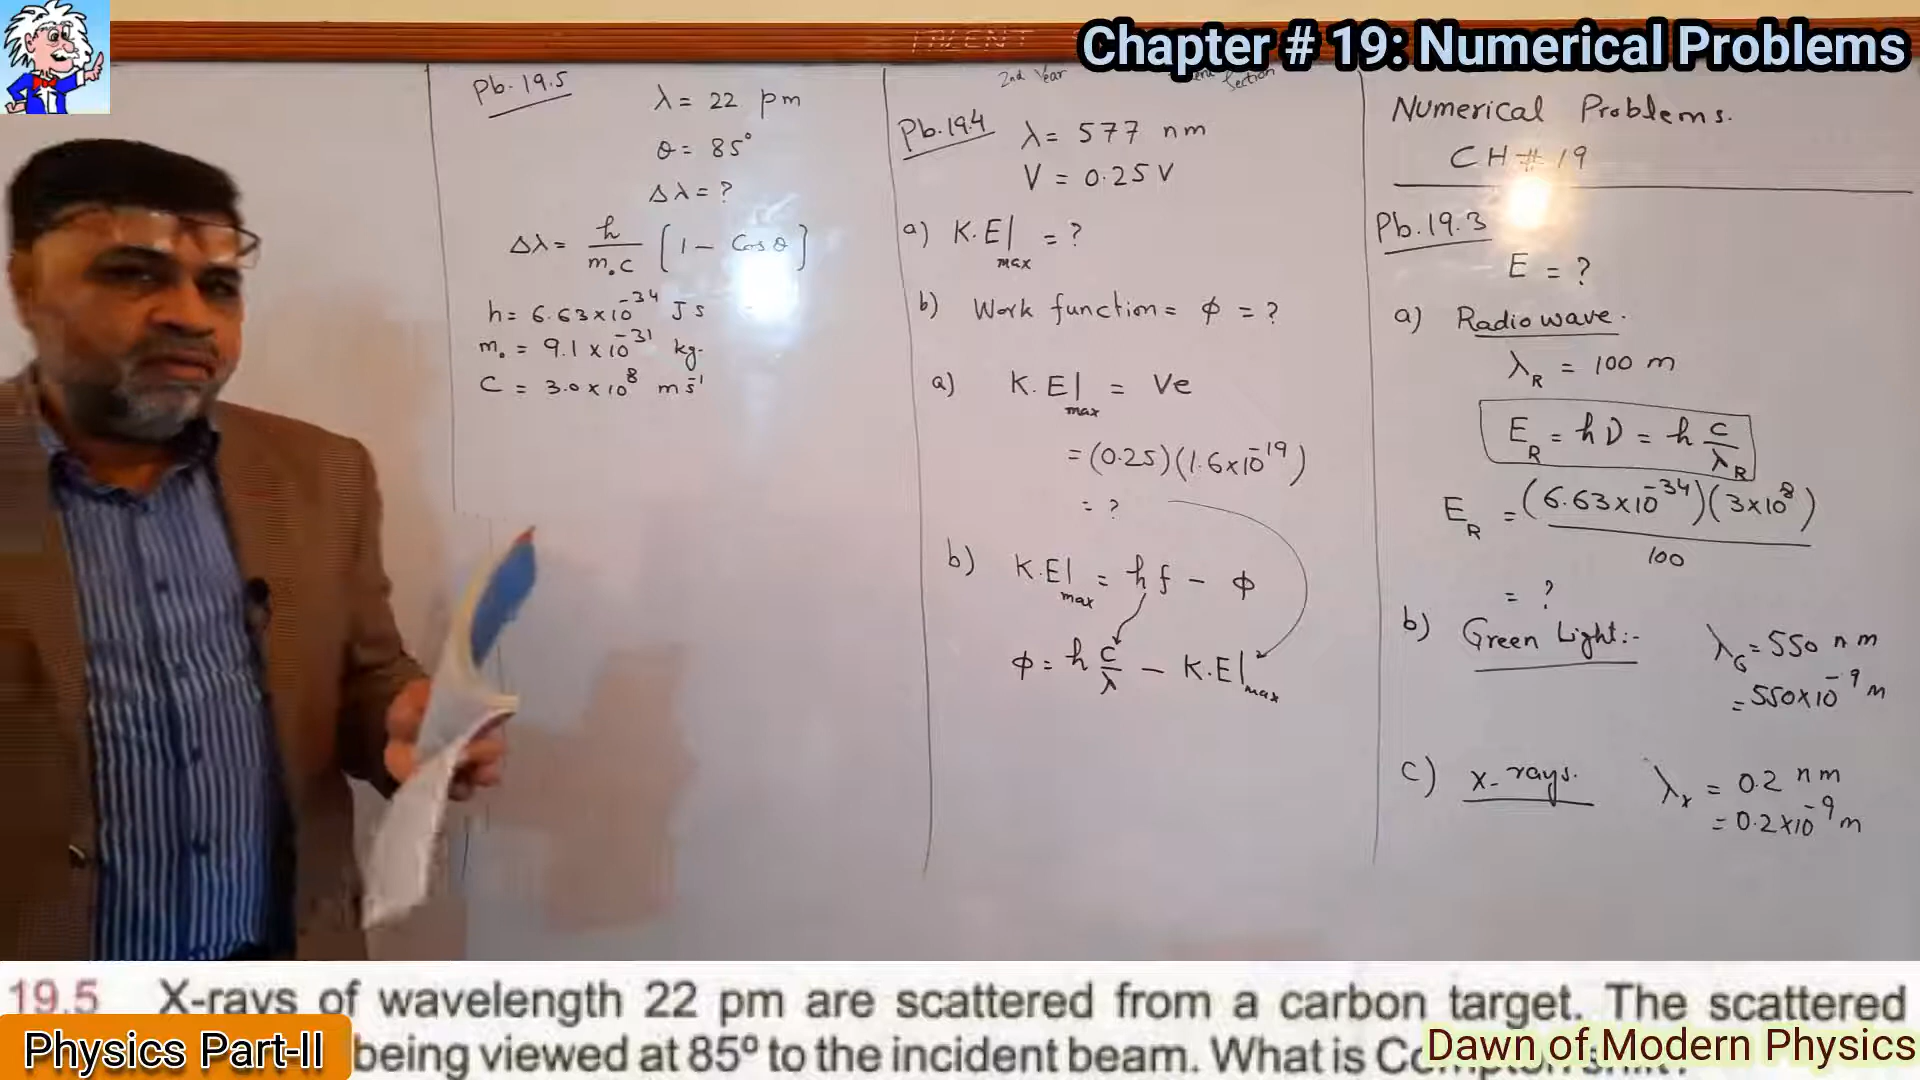 Chapter # 19: Numerical Problems
2nd Year
Section
Pb. 19.5
λ = 22 pm
θ = 85°
Δλ = ?
Δλ = h/m₀c [1 - Cos θ]
h = 6.63 × 10⁻³⁴ J s
m₀ = 9.1 × 10⁻³¹ kg.
C = 3.0 × 10⁸ m s⁻¹
Pb. 19.4
λ = 577 nm
V = 0.25 V
a) K.E|max = ?
b) Work function = ϕ = ?
a) K.E|max = Ve
= (0.25)(1.6×10⁻¹⁹)
= ?
b) K.E|max = hf - ϕ
ϕ = h c/λ - K.E|max
Numerical Problems.
CH # 19
Pb. 19.3
E = ?
a) Radio wave.
λR = 100 m
ER = hν = h c/λR
ER = (6.63×10⁻³⁴)(3×10⁸)/100
= ?
b) Green Light:-
λG = 550 nm
= 550×10⁻⁹ m
c) X-rays.
λx = 0.2 nm
= 0.2×10⁻⁹ m
19.5 X-rays of wavelength 22 pm are scattered from a carbon target. The scattered
being viewed at 85º to the incident beam. What is
Physics Part-II
Dawn of Modern Physics